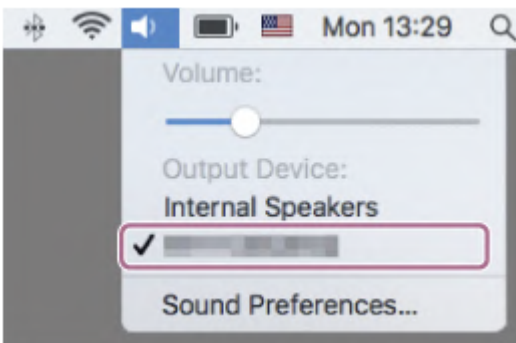 Mon 13:29
Volume:
Output Device:
Internal Speakers
Sound Preferences...